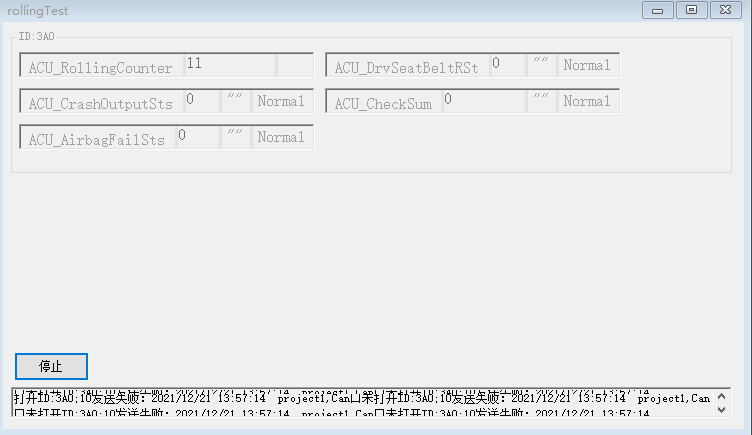 rollingTest
ID:3A0
ACU_RollingCounter 11
ACU_DrvSeatBeltRSt 0 "" Normal
ACU_CrashOutputSts 0 "" Normal
ACU_CheckSum 0 "" Normal
ACU_AirbagFailSts 0 "" Normal
停止
打开ID:3A0:10发送失败: 2021/12/21 13:57:14 project1,Can口未打开ID:3A0:10发送失败: 2021/12/21 13:57:14 project1,Can
口未打开ID:3A0:10发送失败: 2021/12/21 13:57:14 project1,Can口未打开ID:3A0:10发送失败: 2021/12/21 13:57:14